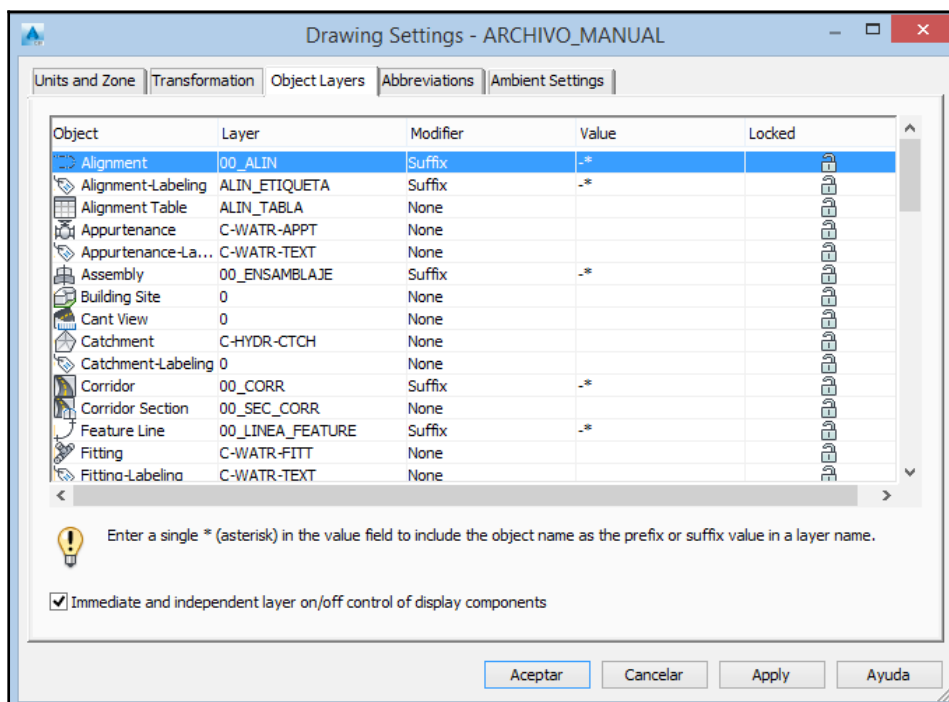 Drawing Settings - ARCHIVO_MANUAL
Units and Zone Transformation Object Layers Abbreviations Ambient Settings
Object Layer Modifier Value Locked
Alignment 00_ALIN Suffix -*
Alignment-Labeling ALIN_ETIQUETA Suffix -*
Alignment Table ALIN_TABLA None
Appurtenance C-WATR-APPT None
Appurtenance-La... C-WATR-TEXT None
Assembly 00_ENSAMBLAJE Suffix -*
Building Site 0 None
Cant View 0 None
Catchment C-HYDR-CTCH None
Catchment-Labeling 0 None
Corridor 00_CORR Suffix -*
Corridor Section 00_SEC_CORR None
Feature Line 00_LINEA_FEATURE Suffix -*
Fitting C-WATR-FITT None
Fitting-Labeling C-WATR-TEXT None
Enter a single * (asterisk) in the value field to include the object name as the prefix or suffix value in a layer name.
Immediate and independent layer on/off control of display components
Aceptar Cancelar Apply Ayuda